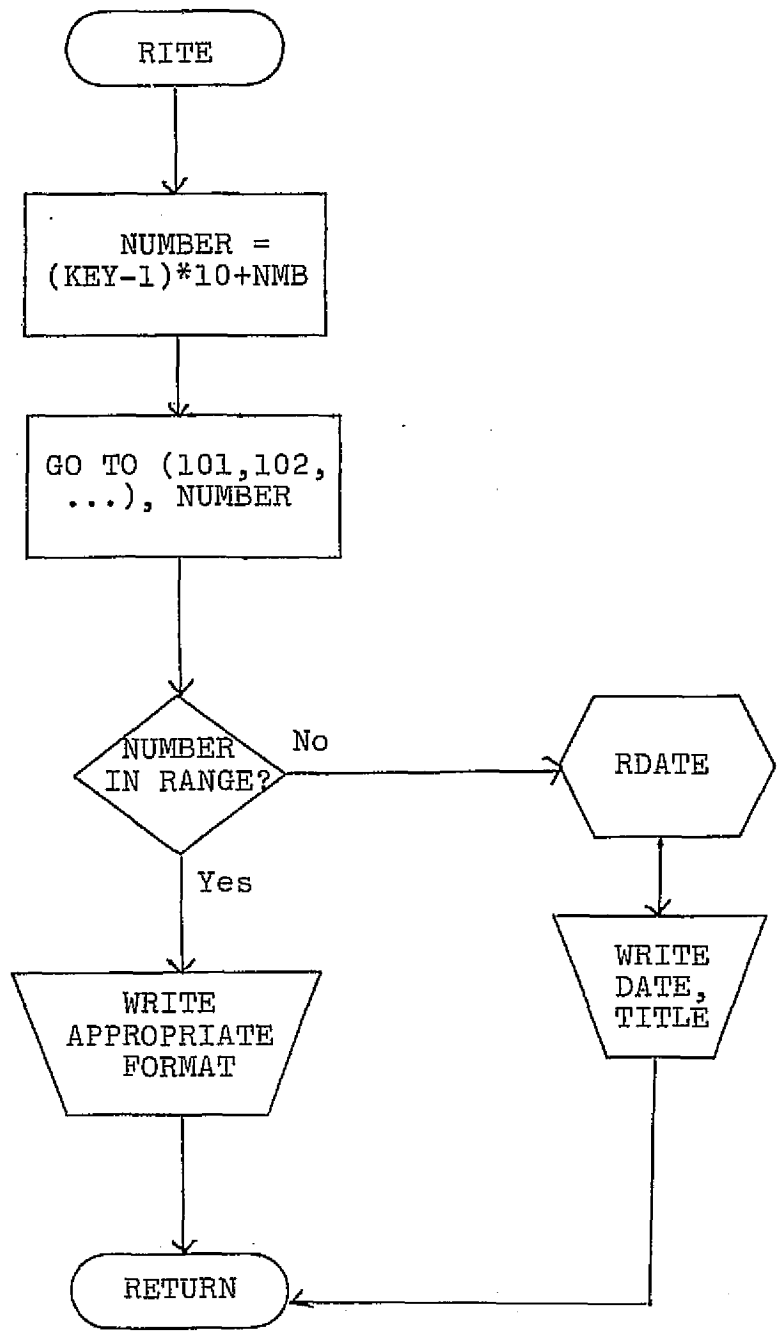 RITE
NUMBER =
(KEY-1)*10+NMB
GO TO (101,102,
...), NUMBER
NUMBER
IN RANGE?
No
RDATE
Yes
WRITE
DATE,
TITLE
WRITE
APPROPRIATE
FORMAT
RETURN